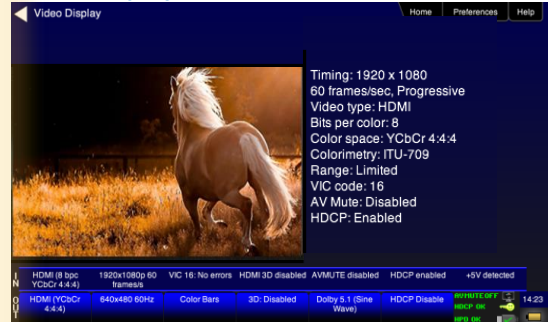 Video Display
Home Preferences Help
Timing: 1920 x 1080
60 frames/sec, Progressive
Video type: HDMI
Bits per color: 8
Color space: YCbCr 4:4:4
Colorimetry: ITU-709
Range: Limited
VIC code: 16
AV Mute: Disabled
HDCP: Enabled
IN
HDMI (8 bpc YCbCr 4:4:4)
1920x1080p 60 frames/s
VIC 16: No errors
HDMI 3D disabled
AVMUTE disabled
HDCP enabled
+5V detected
OUT
HDMI (YCbCr 4:4:4)
640x480 60Hz
Color Bars
3D: Disabled
Dolby 5.1 (Sine Wave)
HDCP Disable
AVMUTEOFF
HDCP OK
HPD OK
14:23